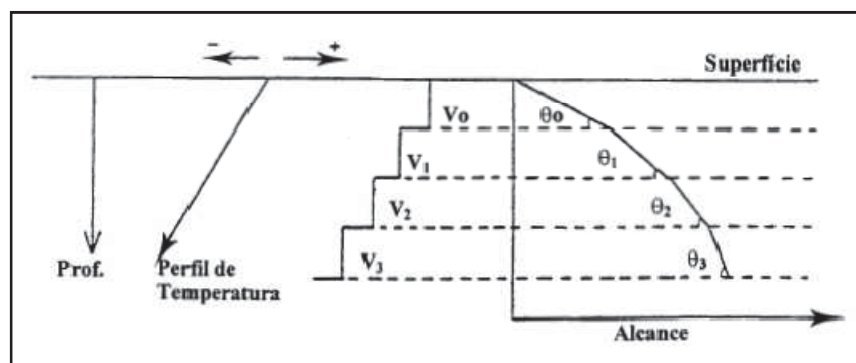 − +
Superfície
Vo θo
V1 θ1
V2 θ2
V3 θ3
Prof.
Perfil de
Temperatura
Alcance